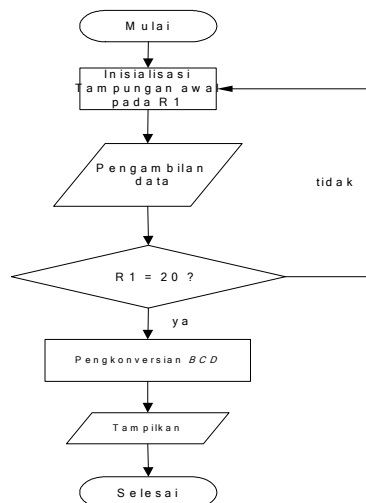 Mulai
Inisialisasi
Tampungan awal
pada R1
Pengambilan
data
tidak
R1 = 20 ?
ya
Pengkonversian BCD
Tampilkan
Selesai